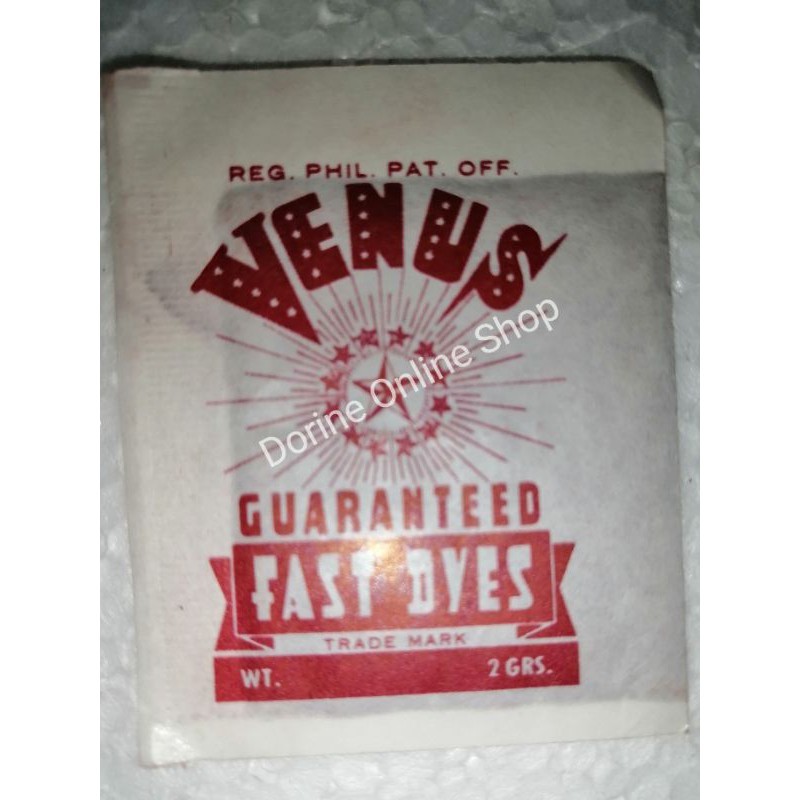 REG. PHIL. PAT. OFF.
VENUS
Dorine Online Shop
GUARANTEED
FAST DYES
TRADE MARK
WT. 2 GRS.